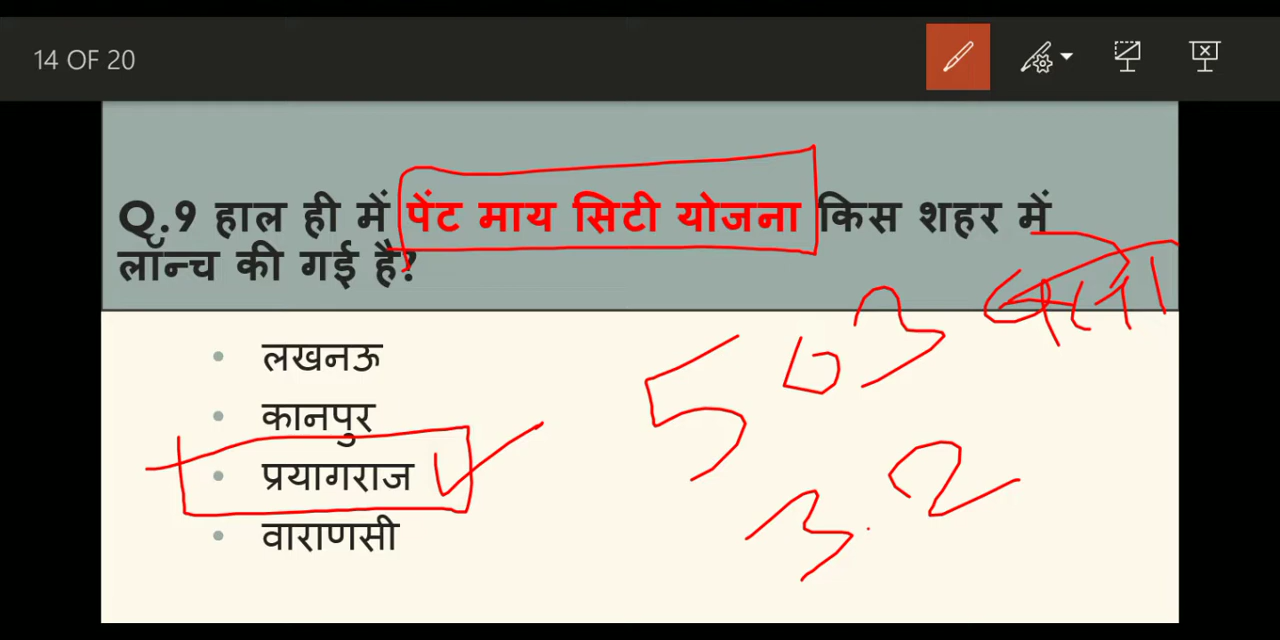 14 OF 20
Q.9 हाल ही में पेंट माय सिटी योजना किस शहर में
लॉन्च की गई है?
• लखनऊ
• कानपुर
• प्रयागराज
• वाराणसी
503
3.2